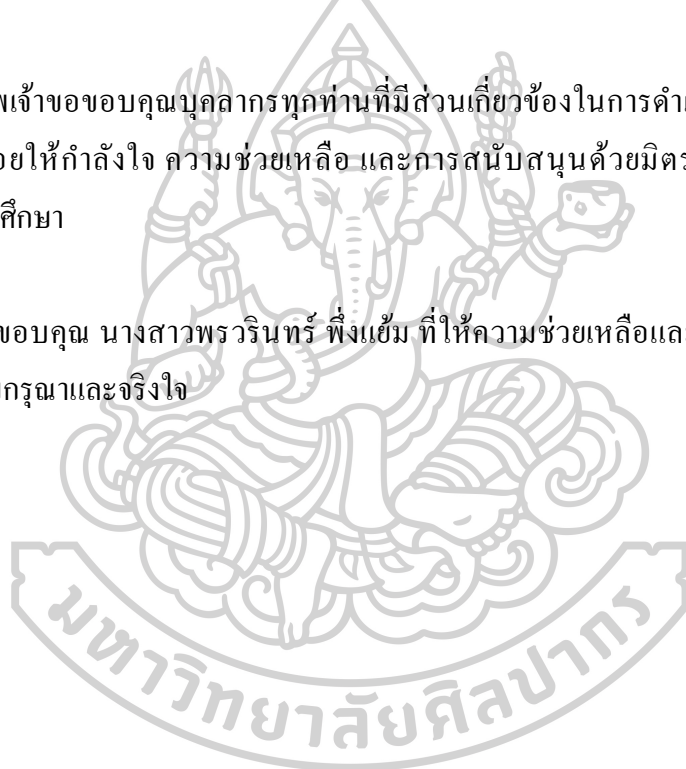 พเจ้าขอขอบคุณบุคลากรทุกท่านที่มีส่วนเกี่ยวข้องในการดำเ
อยให้กำลังใจ ความช่วยเหลือ และการสนับสนุนด้วยมิตร
ศึกษา
ขอบคุณ นางสาวพรวรินทร์ พึ่งแย้ม ที่ให้ความช่วยเหลือแล
กรุณาและจริงใจ
มหาวิทยาลัยศิลปากร